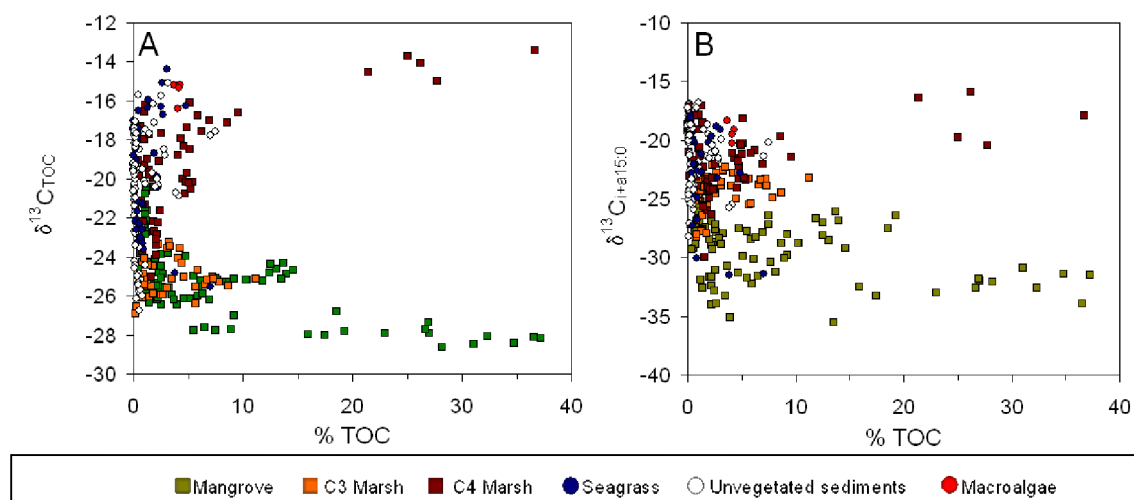 A
-12
-14
-16
-18
-20
-22
-24
-26
-28
-30
δ13CTOC
0 10 20 30 40
% TOC
B
-10
-15
-20
-25
-30
-35
-40
δ13Ci+a15:0
0 10 20 30 40
% TOC
Mangrove C3 Marsh C4 Marsh Seagrass Unvegetated sediments Macroalgae